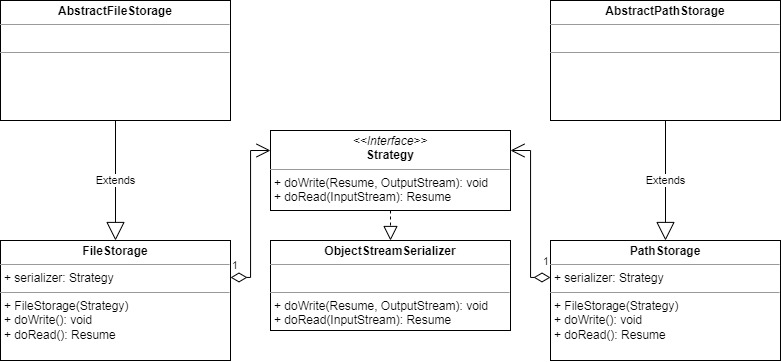 AbstractFileStorage
AbstractPathStorage
<<Interface>>
Strategy
+ doWrite(Resume, OutputStream): void
+ doRead(InputStream): Resume
Extends
Extends
FileStorage
+ serializer: Strategy
+ FileStorage(Strategy)
+ doWrite(): void
+ doRead(): Resume
1
ObjectStreamSerializer
+ doWrite(Resume, OutputStream): void
+ doRead(InputStream): Resume
1
PathStorage
+ serializer: Strategy
+ FileStorage(Strategy)
+ doWrite(): void
+ doRead(): Resume